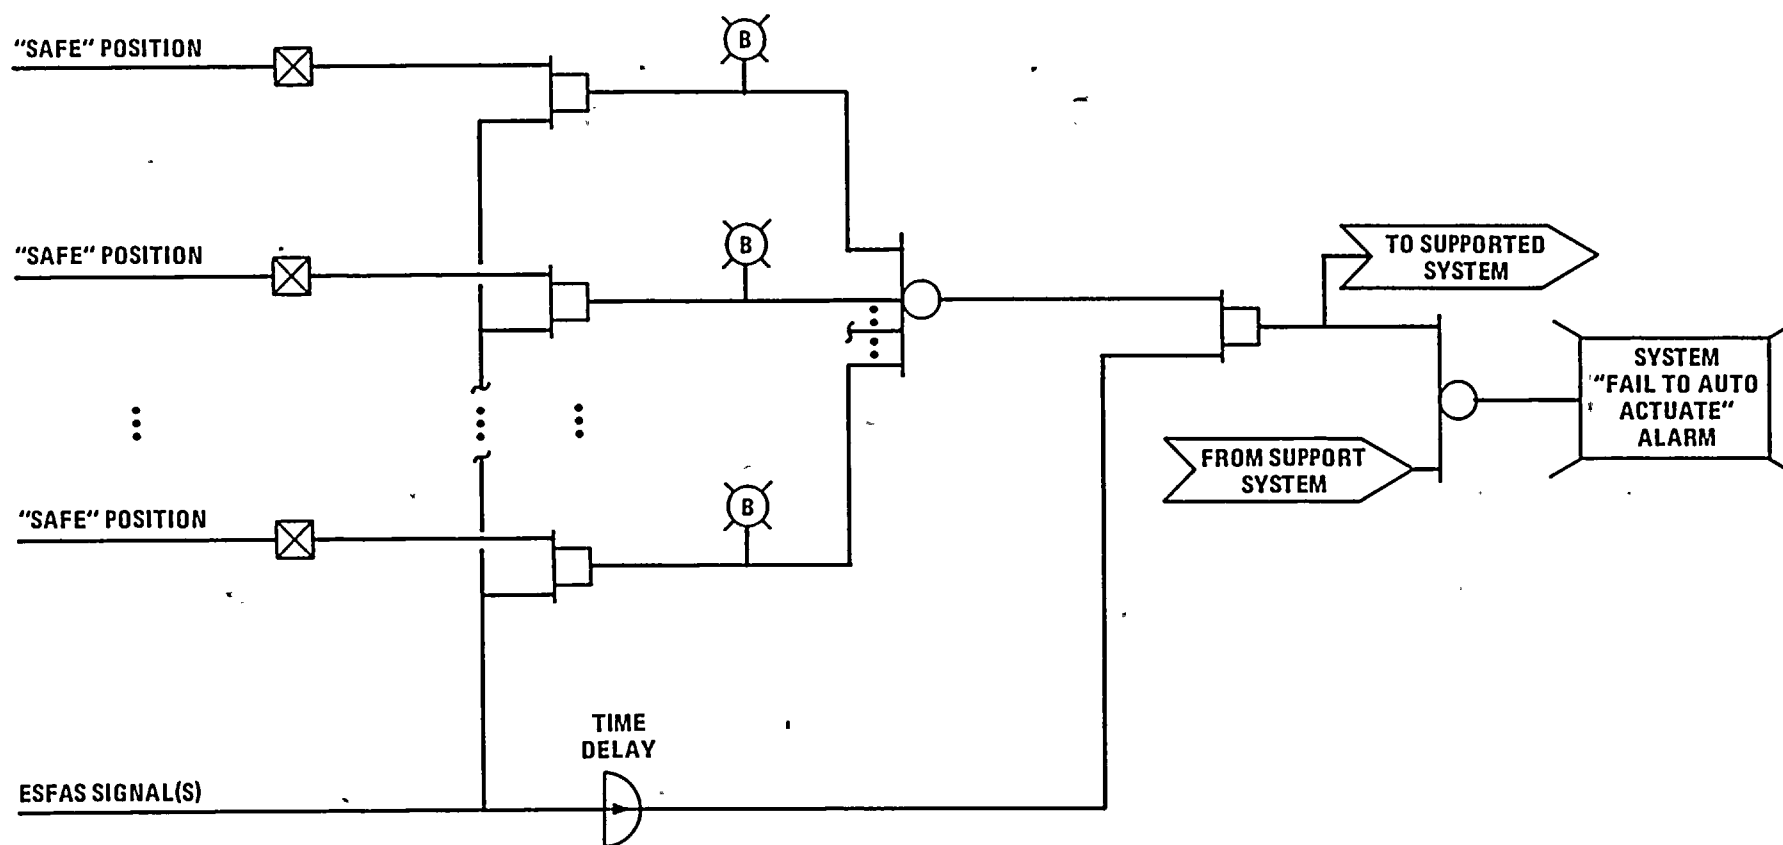 "SAFE" POSITION
B
"SAFE" POSITION
B
TO SUPPORTED
SYSTEM
SYSTEM
"FAIL TO AUTO
ACTUATE"
ALARM
FROM SUPPORT
SYSTEM
"SAFE" POSITION
B
TIME
DELAY
ESFAS SIGNAL(S)